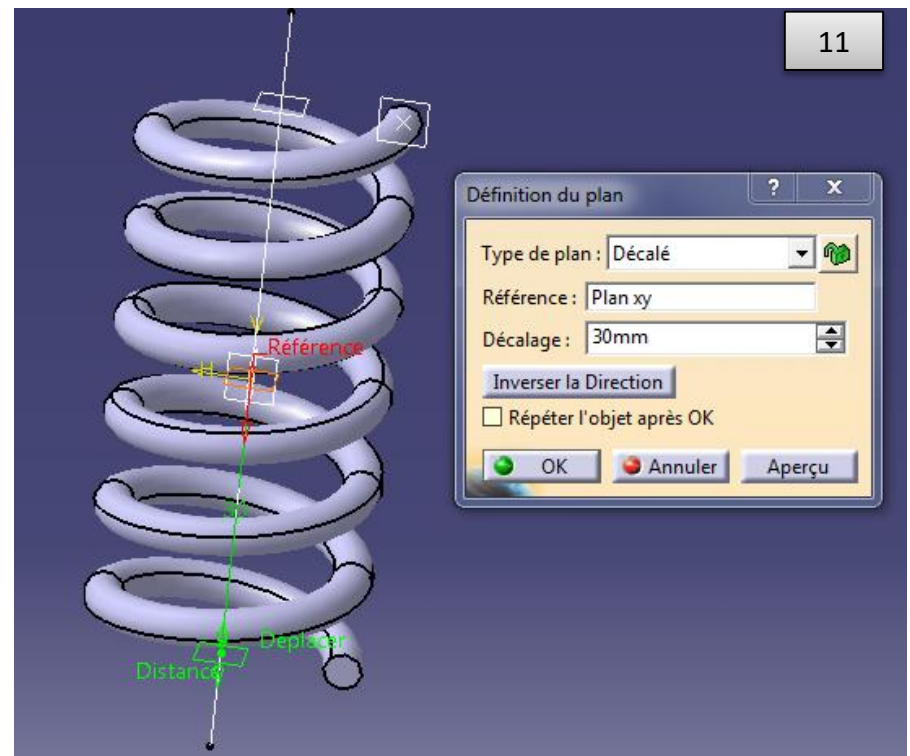 11
Définition du plan
? X
Type de plan : Décalé
Référence : Plan xy
Décalage : 30mm
Inverser la Direction
Répéter l'objet après OK
OK Annuler Aperçu
Référence
H
Déplacer
Distance